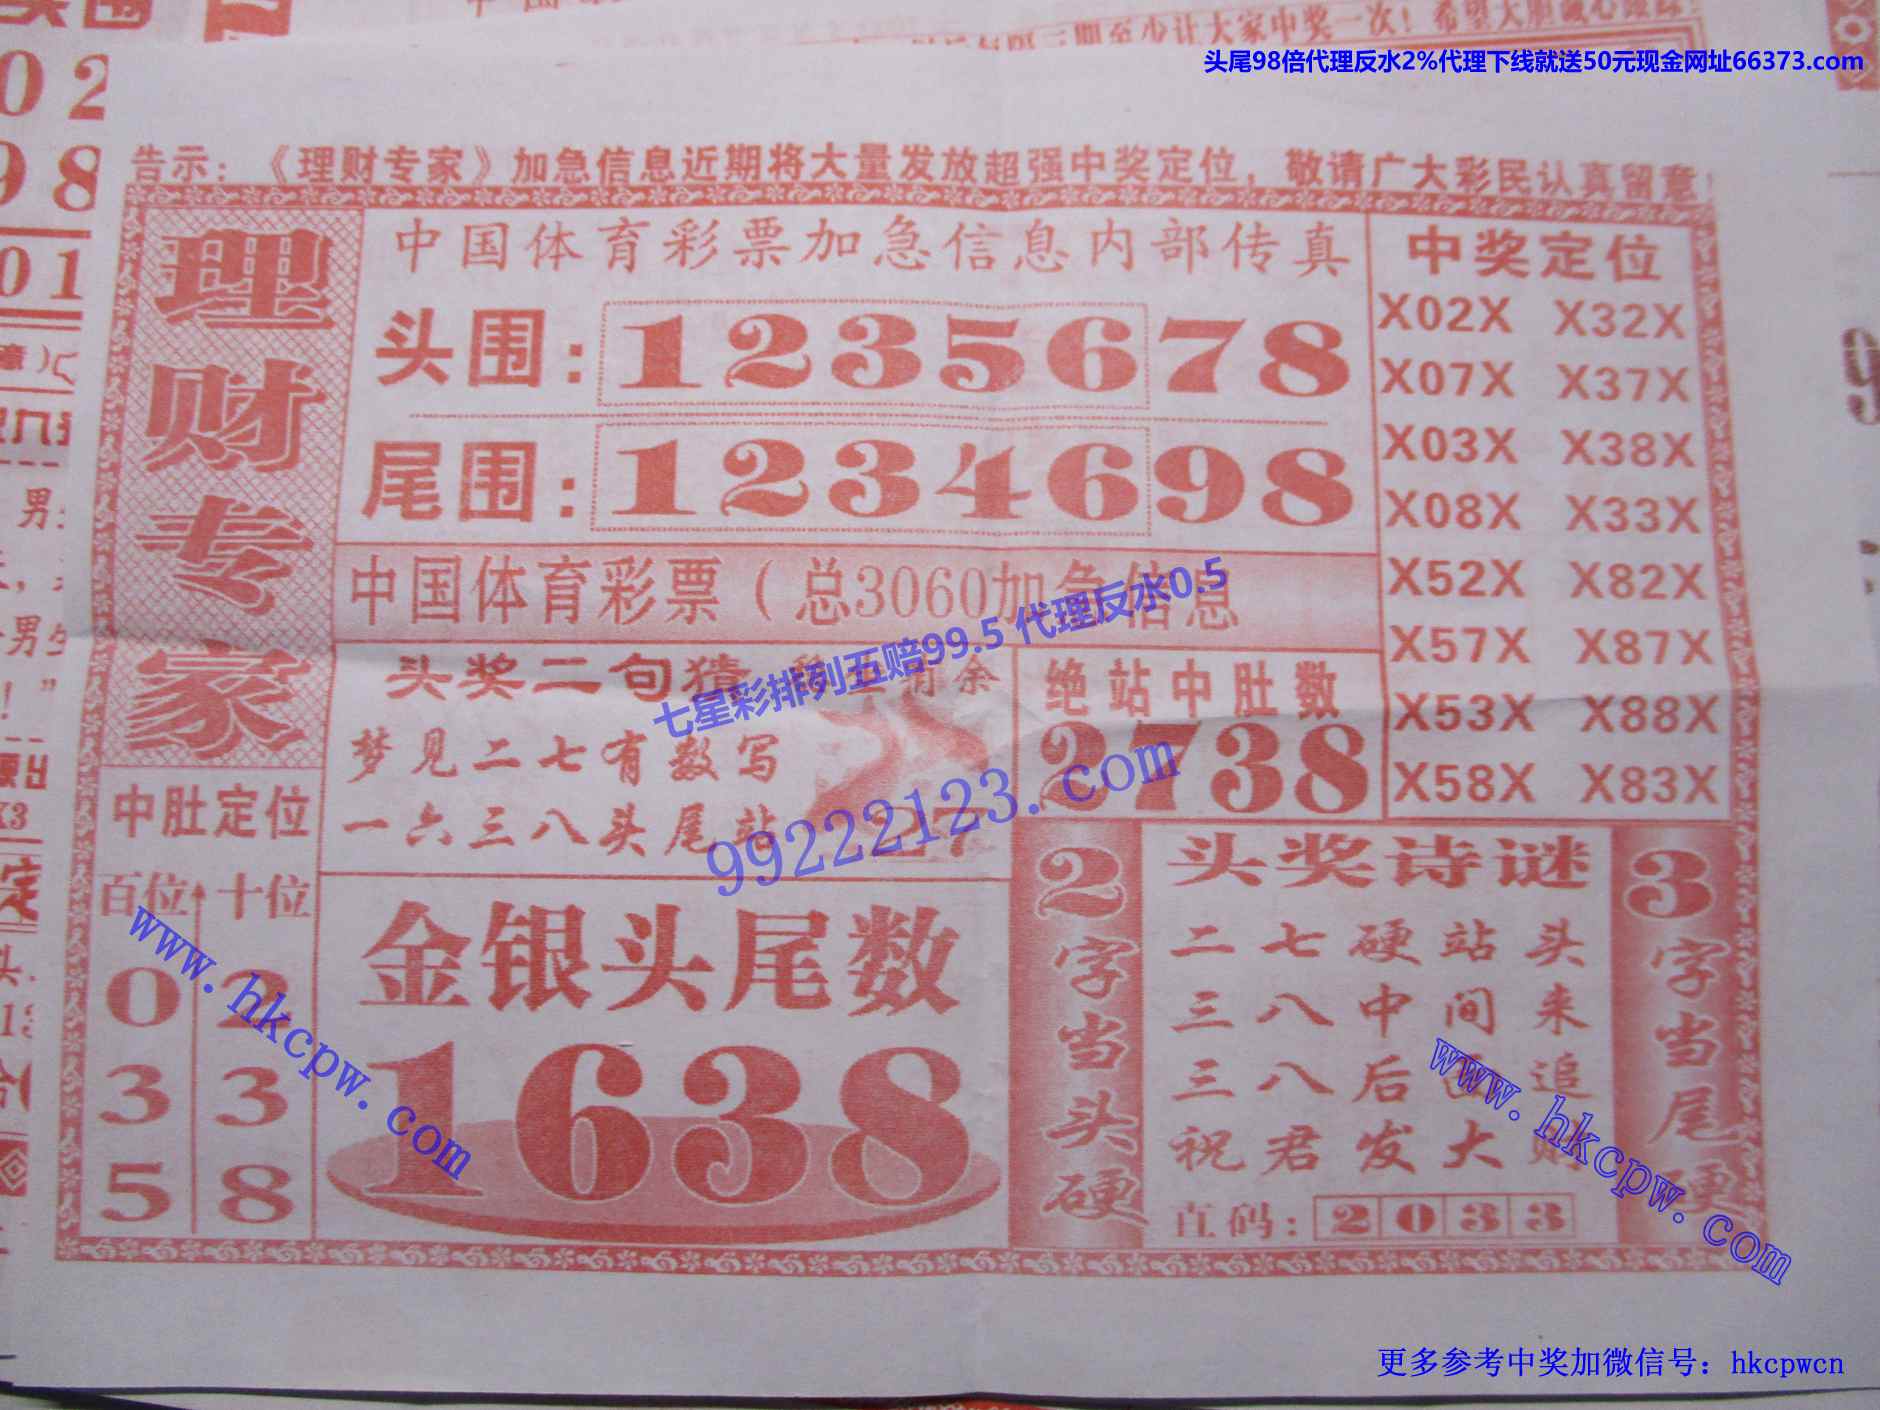 头尾98倍代理反水2%代理下线就送50元现金网址66373.com
告示：《理财专家》加急信息近期将大量发放超强中奖定位，敬请广大彩民认真留意！
理财专家
中国体育彩票加急信息内部传真
头围：1235678
尾围：1234698
中国体育彩票（总3060加急信息
七星彩排列五赔99.5 代理反水0.5
中奖定位
X02X X32X
X07X X37X
X03X X38X
X08X X33X
X52X X82X
X57X X87X
X53X X88X
X58X X83X
头奖二句猜
梦见二七有数写
一六三八头尾站
27
99222123.com
绝站中肚数
2738
中肚定位
百位 十位
0 2
3 3
5 8
www.hkcpw.com
金银头尾数
1638
2字当头硬
头奖诗谜
二七硬站头
三八中间来
三八后面追
祝君发大财
直码：2033
3字当尾硬
www.hkcpw.com
更多参考中奖加微信号：hkcpwcn